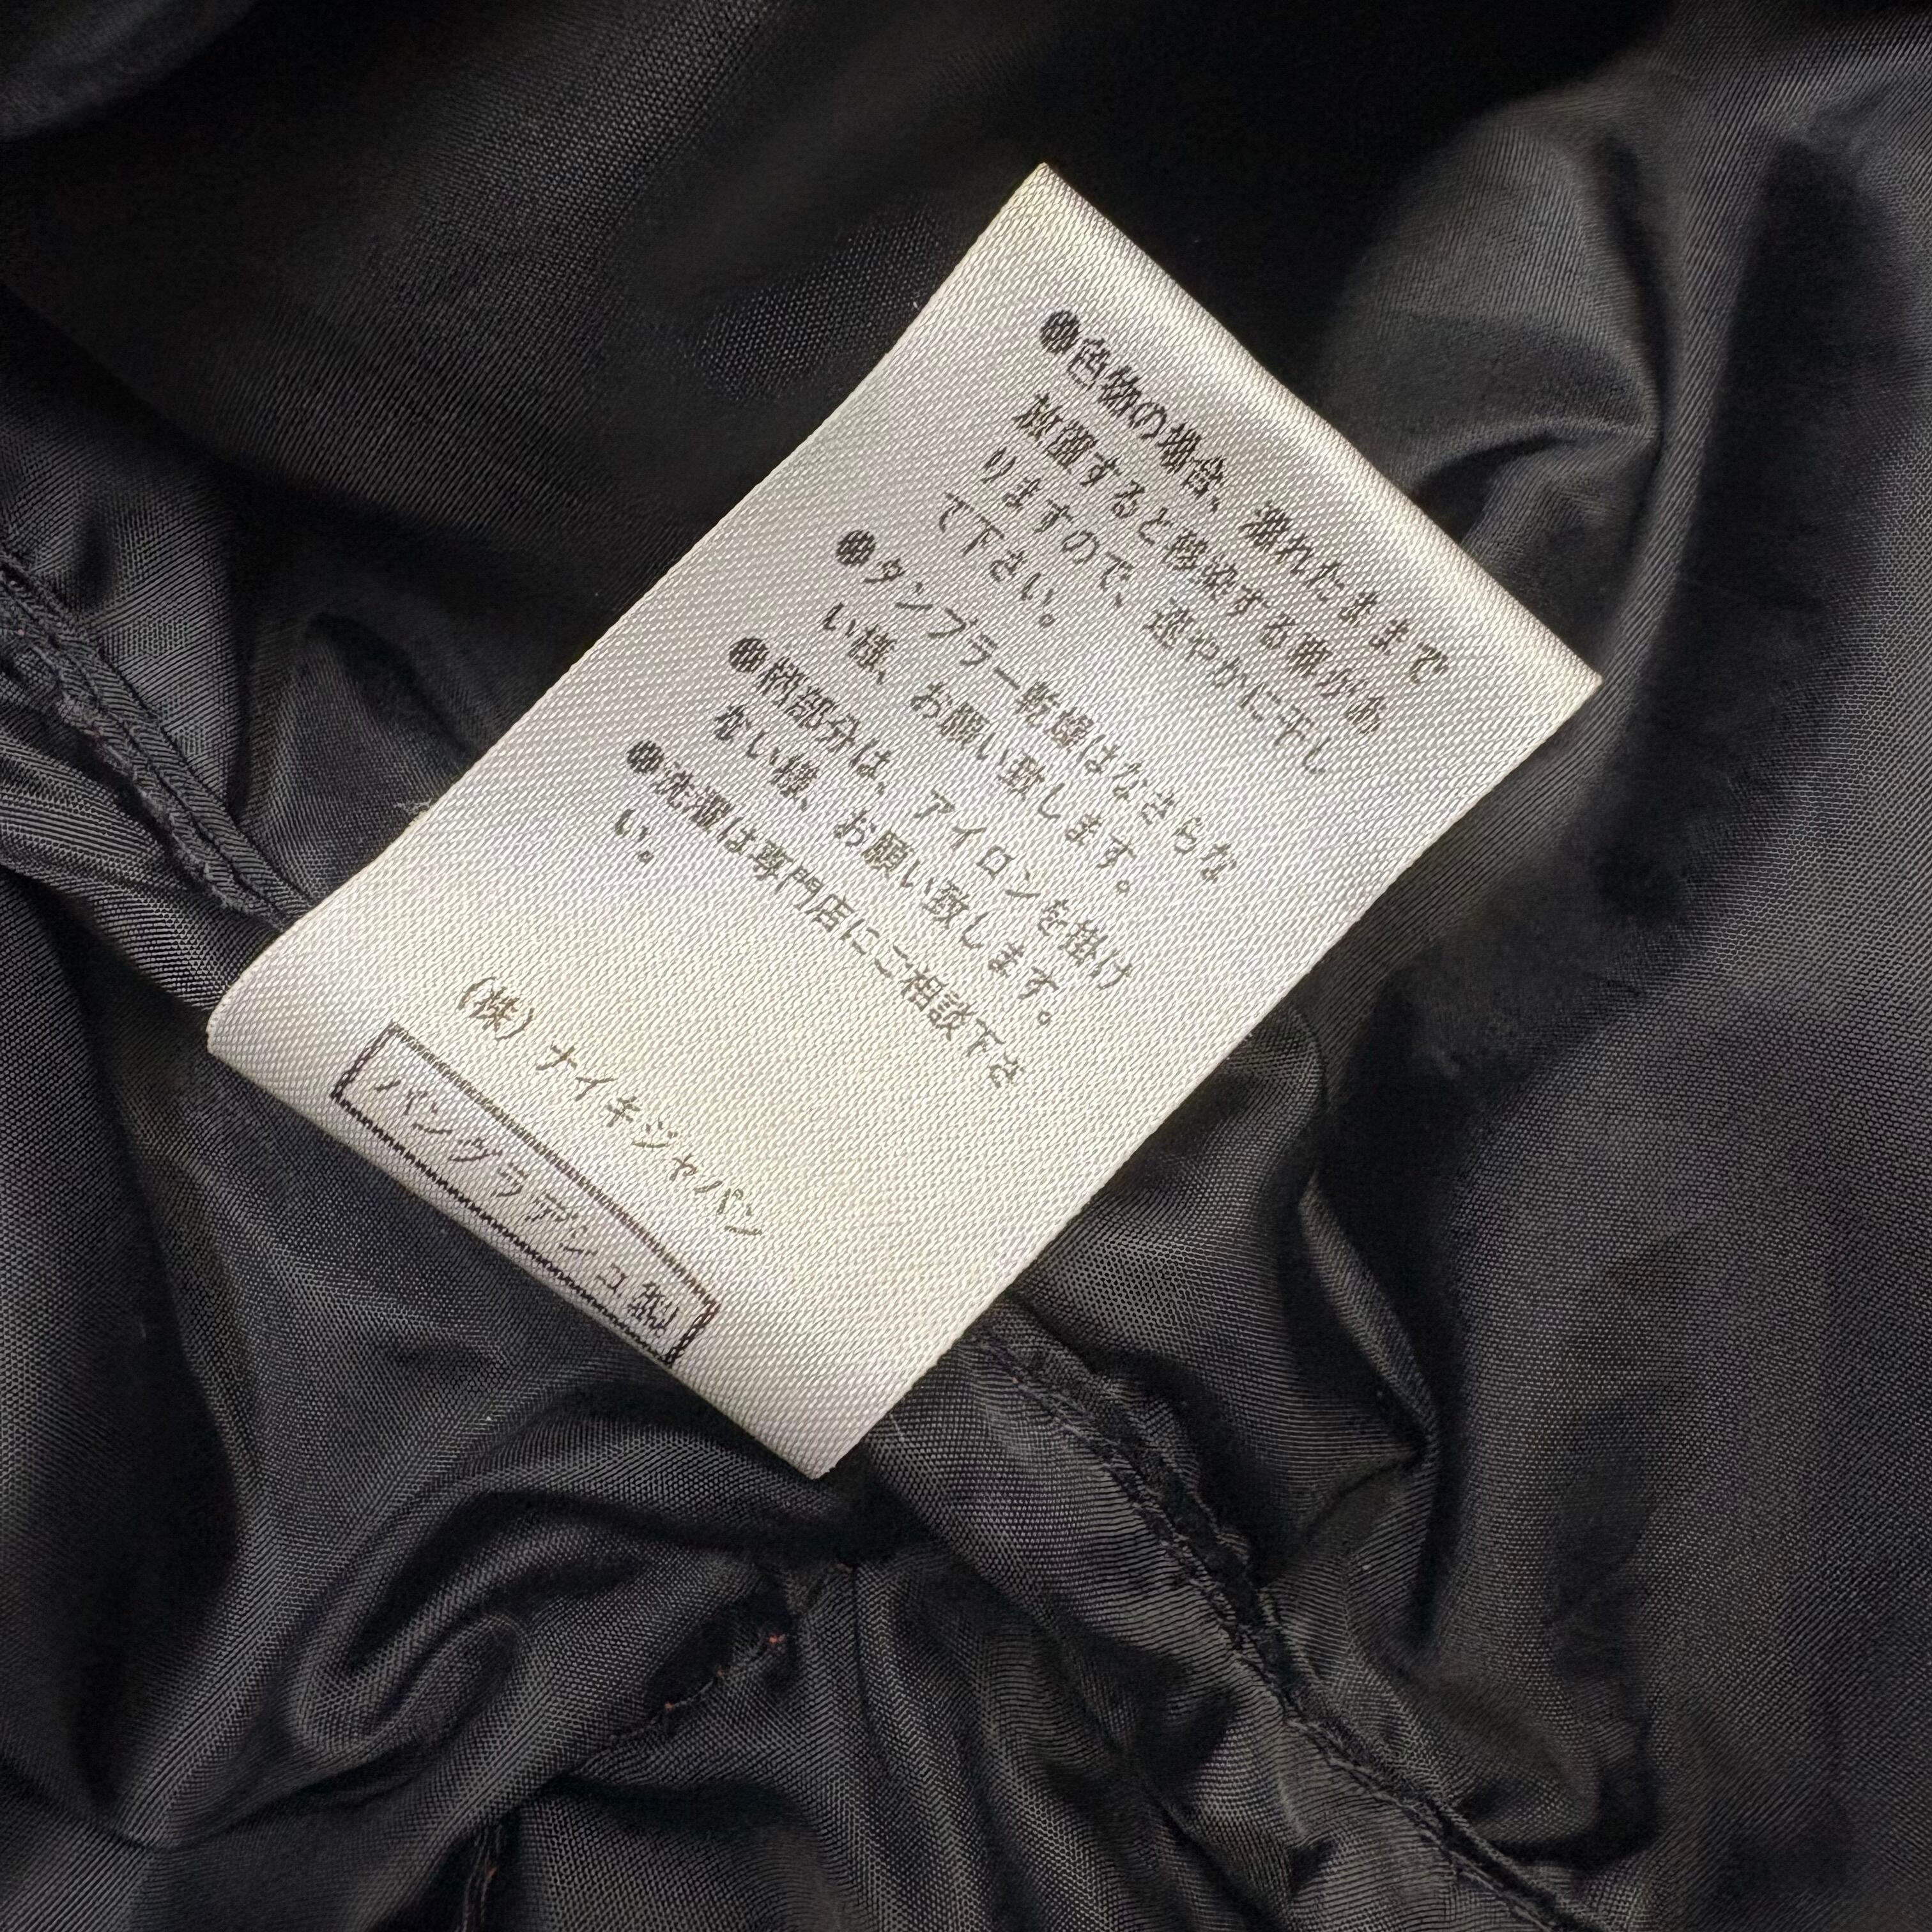 ●色物の場合、濡れたままで
放置すると移染する事があ
りますので、速やかに干し
て下さい。
●タンブラー乾燥はなさらな
い様、お願い致します。
●柄部分は、アイロンを掛け
ない様、お願い致します。
●洗濯は専門店にご相談下さ
い。
(株)ナイキジャパン
バングラデシュ製